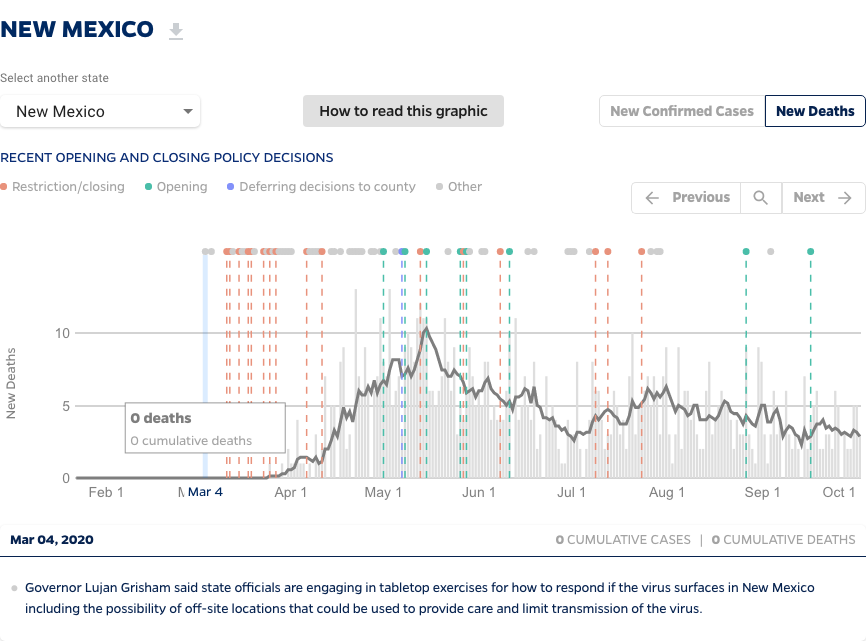 NEW MEXICO
Select another state
New Mexico
How to read this graphic
New Confirmed Cases
New Deaths
RECENT OPENING AND CLOSING POLICY DECISIONS
Restriction/closing
Opening
Deferring decisions to county
Other
Previous
Next
New Deaths
10
5
0
0 deaths
0 cumulative deaths
Feb 1
M
Mar 4
Apr 1
May 1
Jun 1
Jul 1
Aug 1
Sep 1
Oct 1
Mar 04, 2020
0 CUMULATIVE CASES | 0 CUMULATIVE DEATHS
Governor Lujan Grisham said state officials are engaging in tabletop exercises for how to respond if the virus surfaces in New Mexico
including the possibility of off-site locations that could be used to provide care and limit transmission of the virus.